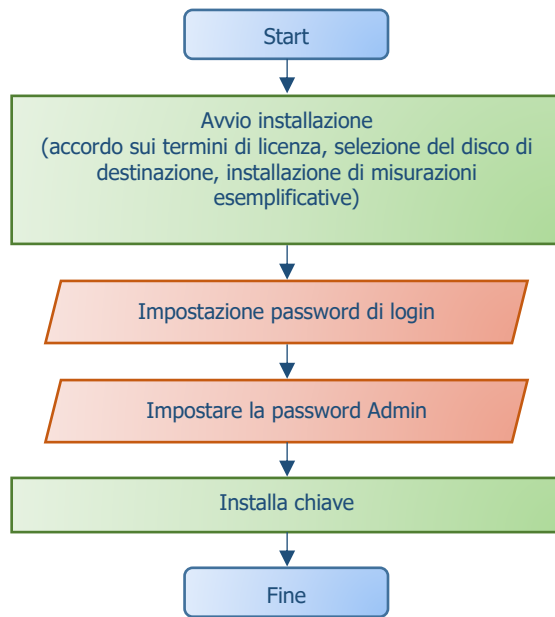 Start
Avvio installazione
(accordo sui termini di licenza, selezione del disco di
destinazione, installazione di misurazioni
esemplificative)
Impostazione password di login
Impostare la password Admin
Installa chiave
Fine